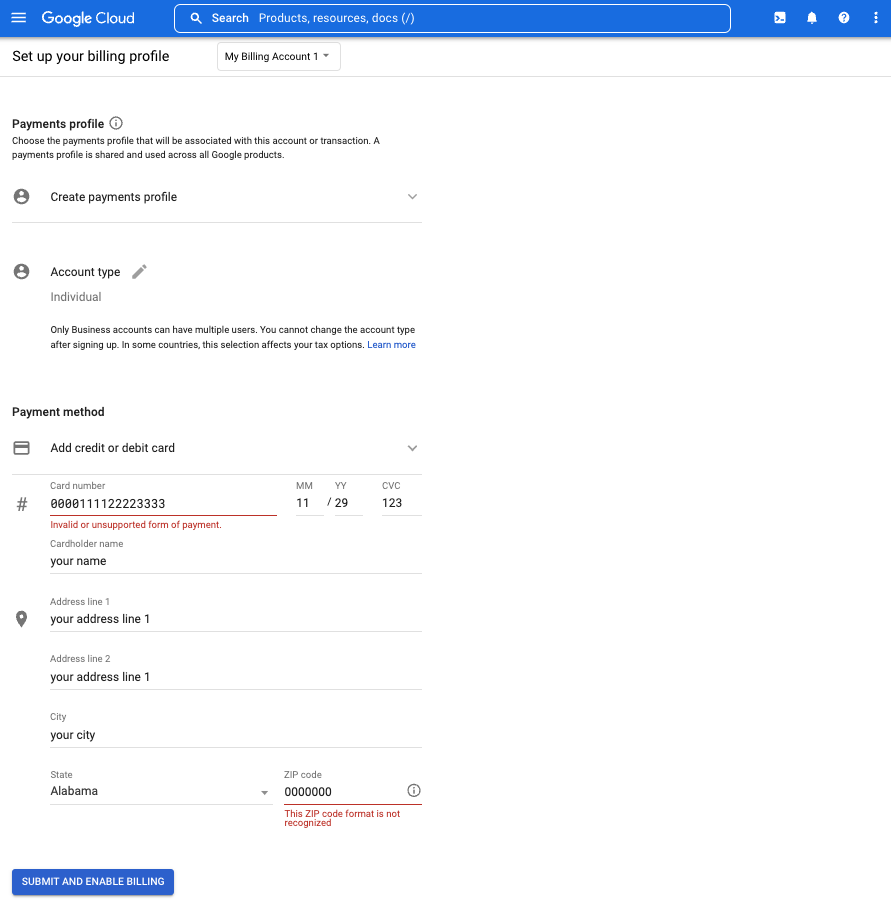 Google Cloud
Search Products, resources, docs (/)
Set up your billing profile
My Billing Account 1
Payments profile
Choose the payments profile that will be associated with this account or transaction. A
payments profile is shared and used across all Google products.
Create payments profile
Account type
Individual
Only Business accounts can have multiple users. You cannot change the account type
after signing up. In some countries, this selection affects your tax options. Learn more
Payment method
Add credit or debit card
Card number MM YY CVC
# 0000111122223333 11 / 29 123
Invalid or unsupported form of payment.
Cardholder name
your name
Address line 1
your address line 1
Address line 2
your address line 1
City
your city
State ZIP code
Alabama 0000000
This ZIP code format is not
recognized
SUBMIT AND ENABLE BILLING